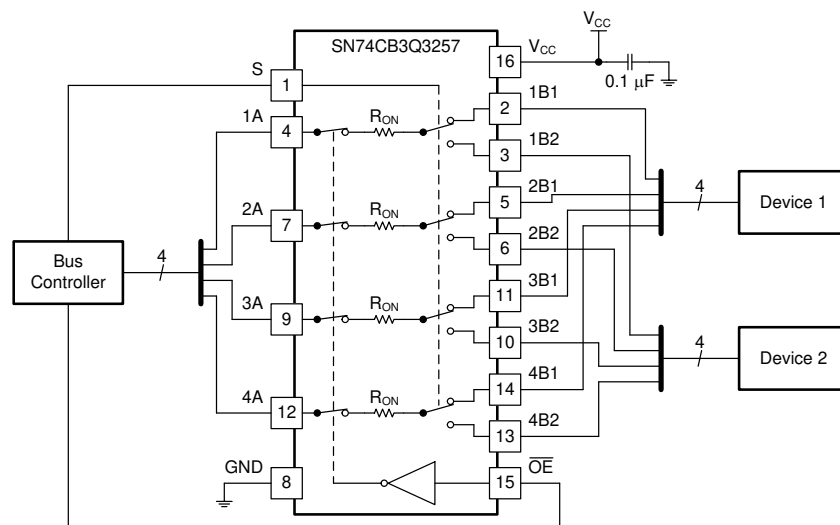 SN74CB3Q3257
VCC
16
VCC
0.1 μF
S
1
1A
4
RON
2
1B1
3
1B2
2A
7
RON
5
2B1
6
2B2
3A
9
RON
11
3B1
10
3B2
4A
12
RON
14
4B1
13
4B2
GND
8
15
OE
Bus
Controller
4
4
Device 1
4
Device 2